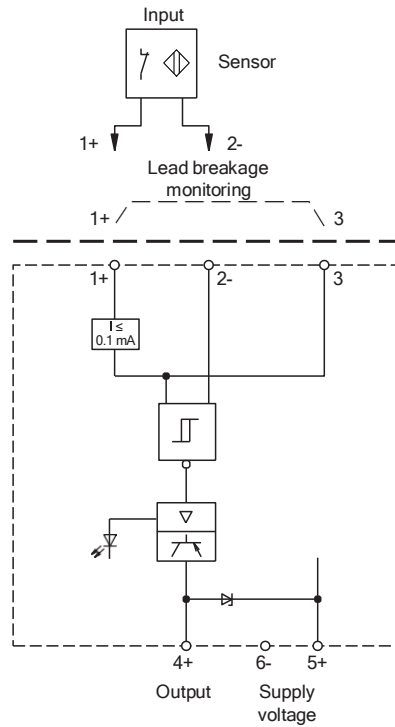 Input
Sensor
1+ 2-
Lead breakage
monitoring
1+ 3
1+ 2- 3
I ≤
0.1 mA
4+ 6- 5+
Output Supply
voltage